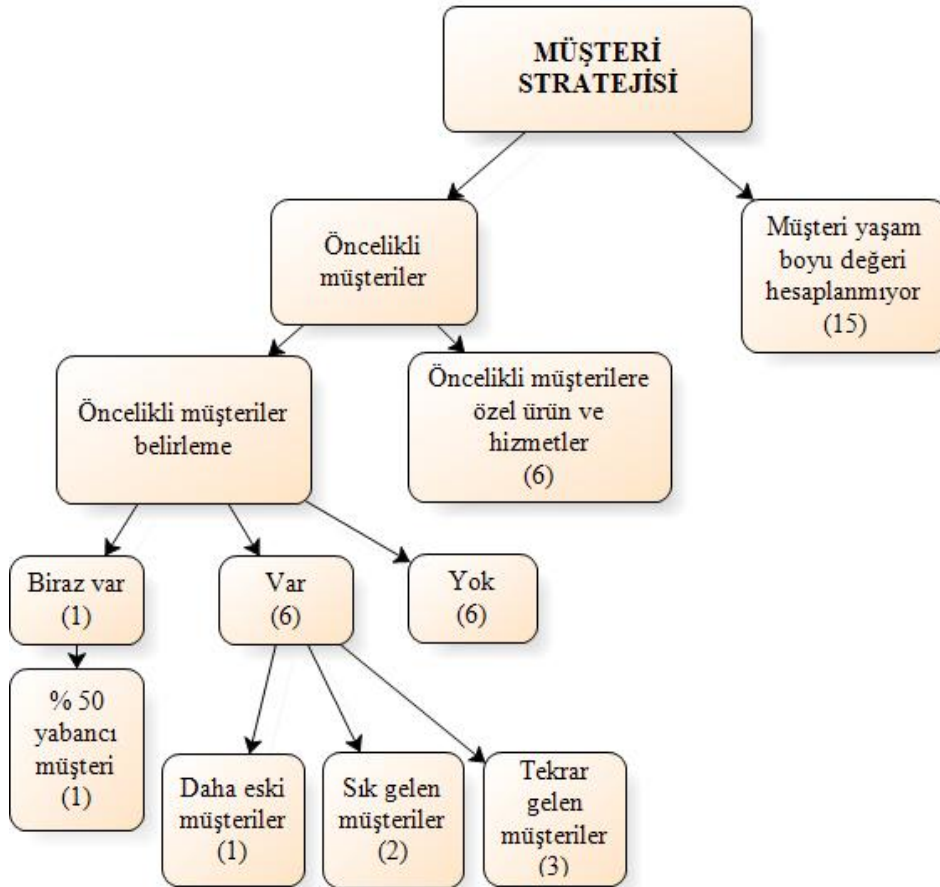 MÜŞTERİ
STRATEJİSİ
Öncelikli
müşteriler
Müşteri yaşam
boyu değeri
hesaplanmıyor
(15)
Öncelikli müşteriler
belirleme
Öncelikli müşterilere
özel ürün ve
hizmetler
(6)
Biraz var
(1)
Var
(6)
Yok
(6)
% 50
yabancı
müşteri
(1)
Daha eski
müşteriler
(1)
Sık gelen
müşteriler
(2)
Tekrar
gelen
müşteriler
(3)